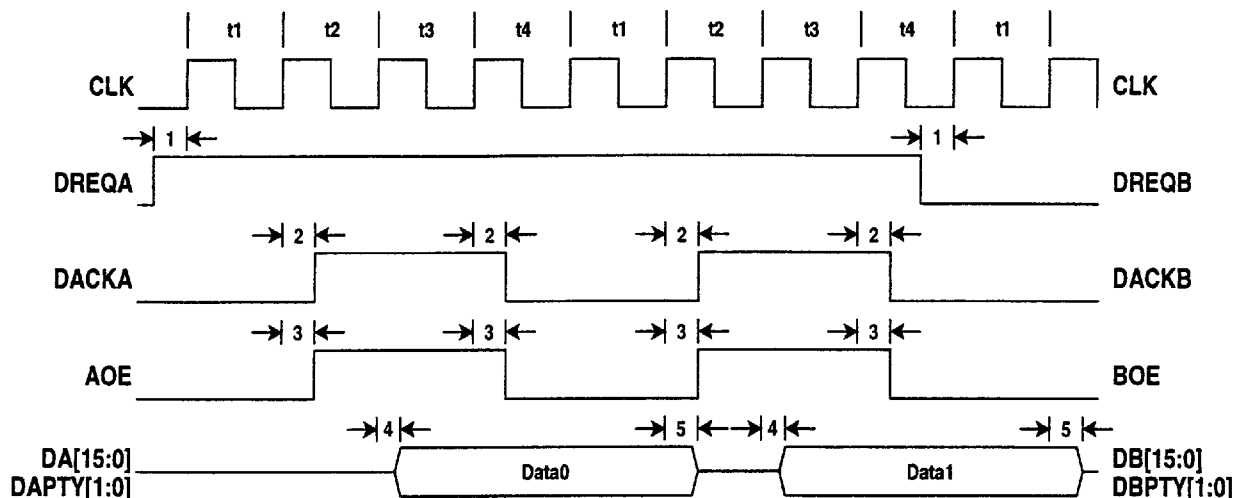 t1 t2 t3 t4 t1 t2 t3 t4 t1
CLK CLK
1 1
DREQA DREQB
2 2 2 2
DACKA DACKB
3 3 3 3
AOE BOE
4 5 4 5
DA[15:0] Data0 Data1 DB[15:0]
DAPTY[1:0] DBPTY[1:0]